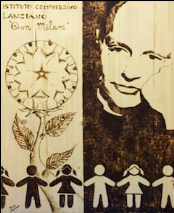 ISTITUTO COMPRENSIVO
LANCIANO
"Don Milani"